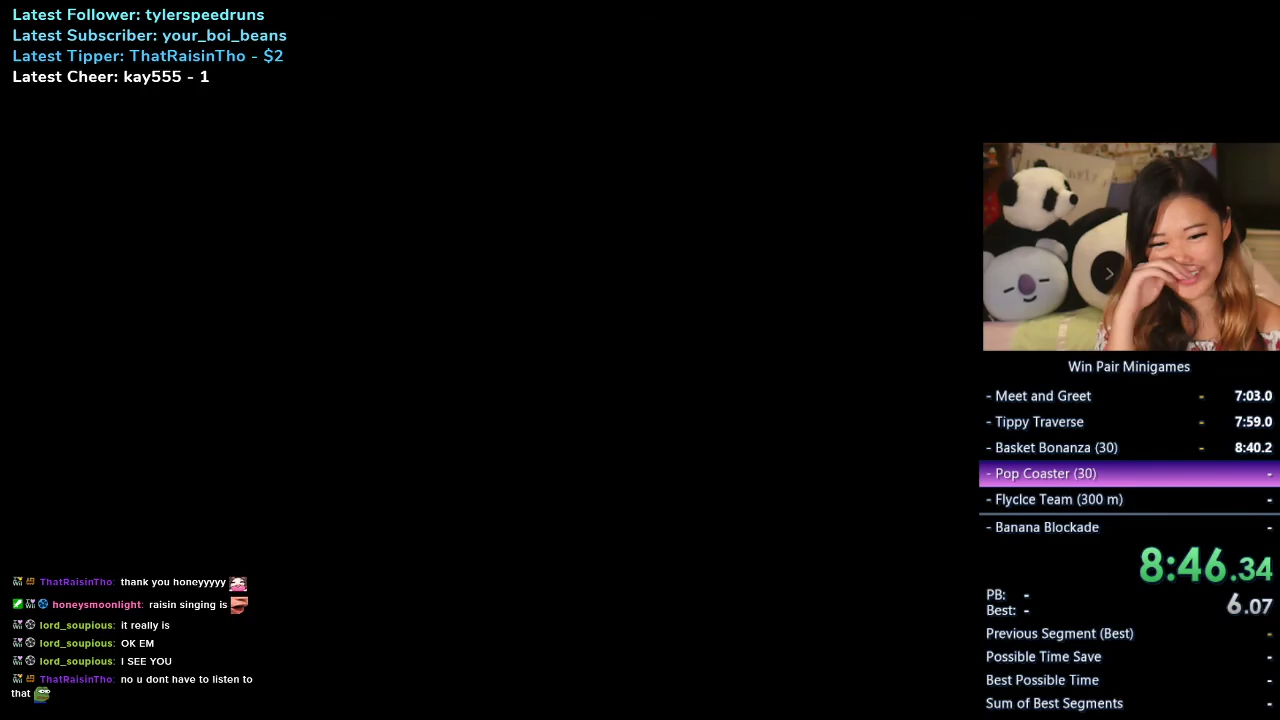 Latest Follower: tylerspeedruns
Latest Subscriber: your_boi_beans
Latest Tipper: ThatRaisinTho - $2
Latest Cheer: kay555 - 1
Win Pair Minigames
- Meet and Greet - 7:03.0
- Tippy Traverse - 7:59.0
- Basket Bonanza (30) - 8:40.2
- Pop Coaster (30) -
- FlycIce Team (300 m) -
- Banana Blockade -
8:46.34
PB: -
6.07
Best: -
Previous Segment (Best) -
Possible Time Save -
Best Possible Time -
Sum of Best Segments -
ThatRaisinTho: thank you honeyyyyy
honeysmoonlight: raisin singing is
lord_soupious: it really is
lord_soupious: OK EM
lord_soupious: I SEE YOU
ThatRaisinTho: no u dont have to listen to
that